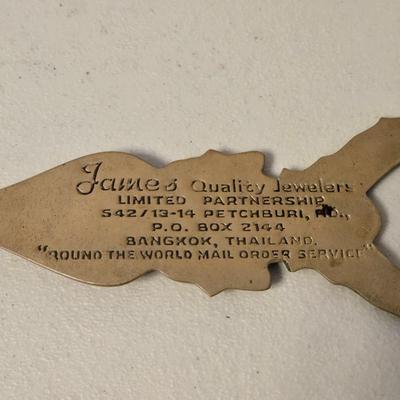 James Quality Jewelers
LIMITED PARTNERSHIP
542/13-14 PETCHBURI, RD.,
P.O. BOX 2144
BANGKOK, THAILAND.
"ROUND THE WORLD MAIL ORDER SERVICE"